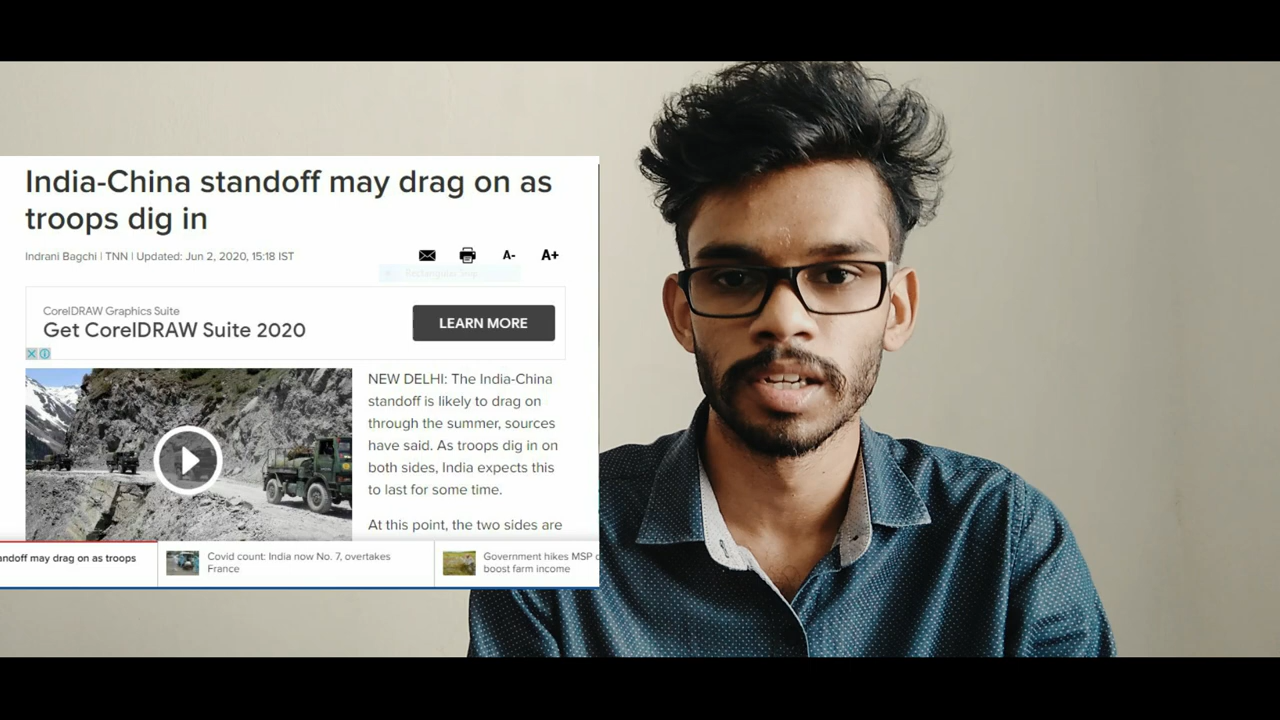 India-China standoff may drag on as
troops dig in
Indrani Bagchi | TNN | Updated: Jun 2, 2020, 15:18 IST
A-
A+
Rectangular Snip
CorelDRAW Graphics Suite
Get CorelDRAW Suite 2020
LEARN MORE
NEW DELHI: The India-China
standoff is likely to drag on
through the summer, sources
have said. As troops dig in on
both sides, India expects this
to last for some time.
At this point, the two sides are
andoff may drag on as troops
Covid count: India now No. 7, overtakes
France
Government hikes MSP
boost farm income